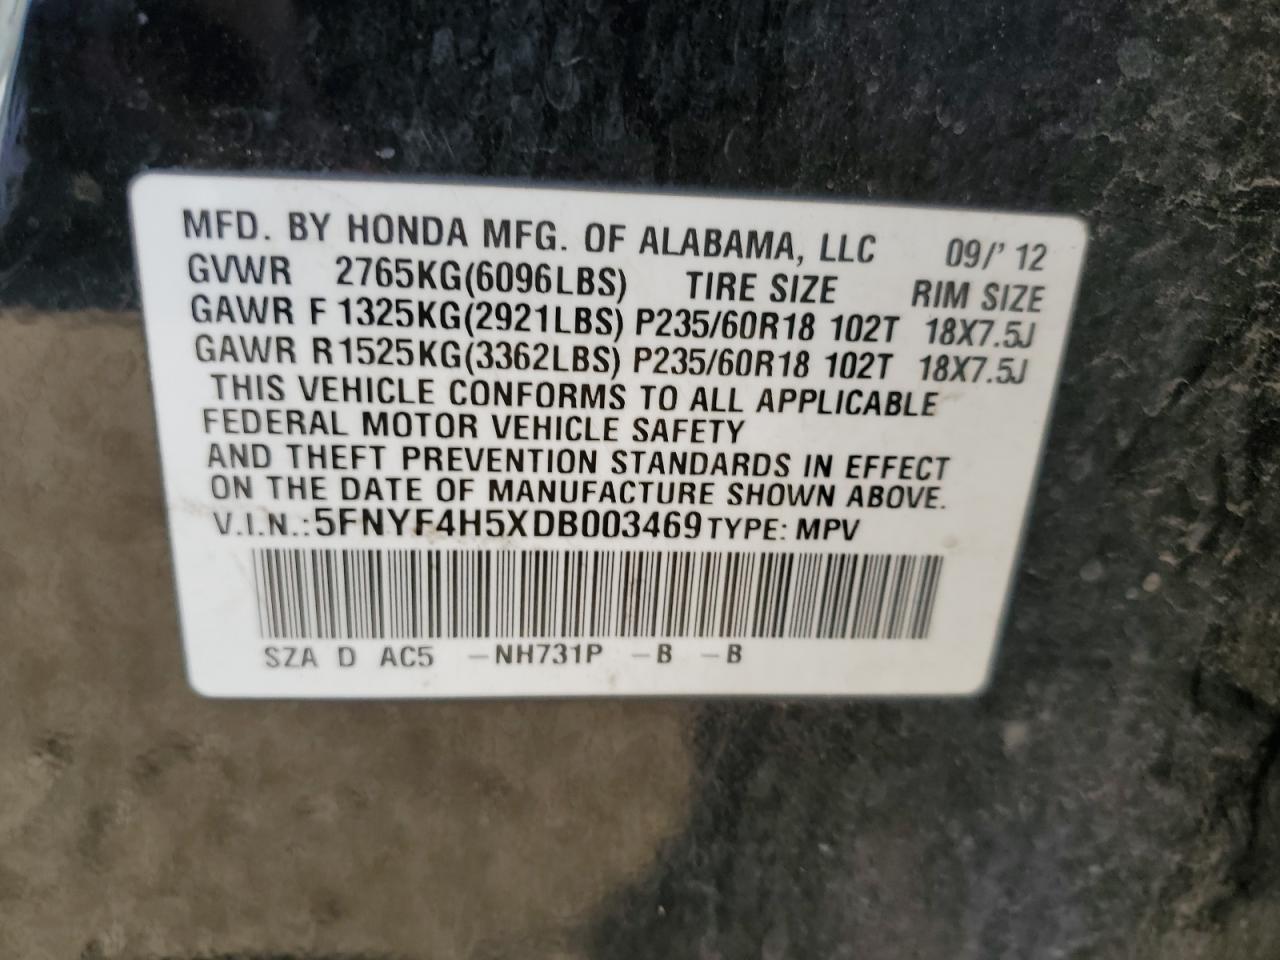 MFD. BY HONDA MFG. OF ALABAMA, LLC 09/' 12
GVWR 2765KG(6096LBS) TIRE SIZE RIM SIZE
GAWR F 1325KG(2921LBS) P235/60R18 102T 18X7.5J
GAWR R1525KG(3362LBS) P235/60R18 102T 18X7.5J
THIS VEHICLE CONFORMS TO ALL APPLICABLE
FEDERAL MOTOR VEHICLE SAFETY
AND THEFT PREVENTION STANDARDS IN EFFECT
ON THE DATE OF MANUFACTURE SHOWN ABOVE.
V.I.N.:5FNYF4H5XDB003469 TYPE: MPV
SZA D AC5 -NH731P -B -B